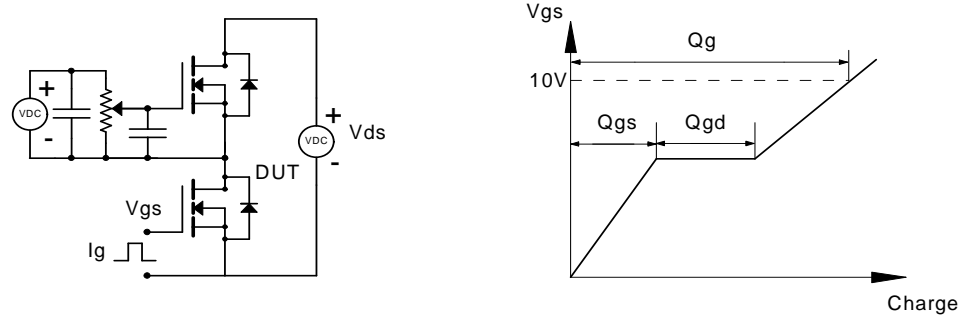 +
VDC
-
+
VDC
-
Vds
DUT
Vgs
Ig
Vgs
Qg
10V
Qgs
Qgd
Charge